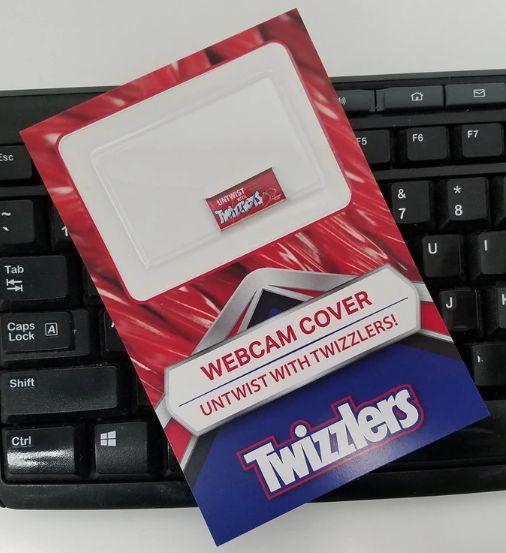 Esc
F5
F6
F7
~
`
1
&
7
*
8
Tab
U
I
Caps
Lock
A
J
K
Shift
Ctrl
UNTWIST
WITH
Twizzlers
WEBCAM COVER
UNTWIST WITH TWIZZLERS!
Twizzlers